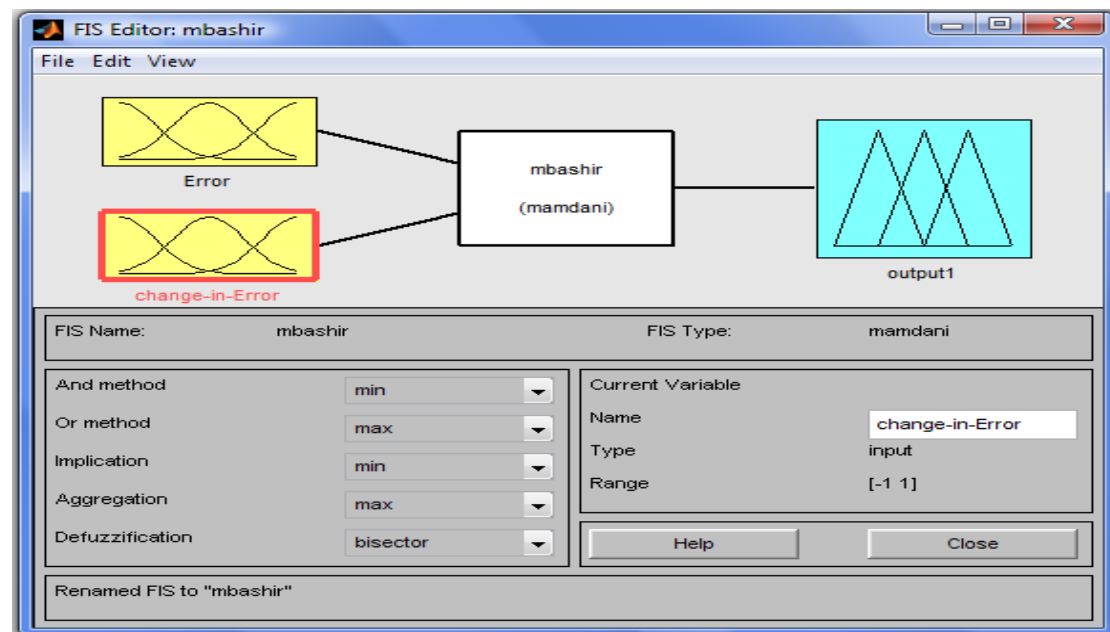 FIS Editor: mbashir
File Edit View
Error
change-in-Error
mbashir
(mamdani)
output1
FIS Name: mbashir FIS Type: mamdani
And method min
Or method max
Implication min
Aggregation max
Defuzzification bisector
Current Variable
Name change-in-Error
Type input
Range [-1 1]
Help Close
Renamed FIS to "mbashir"